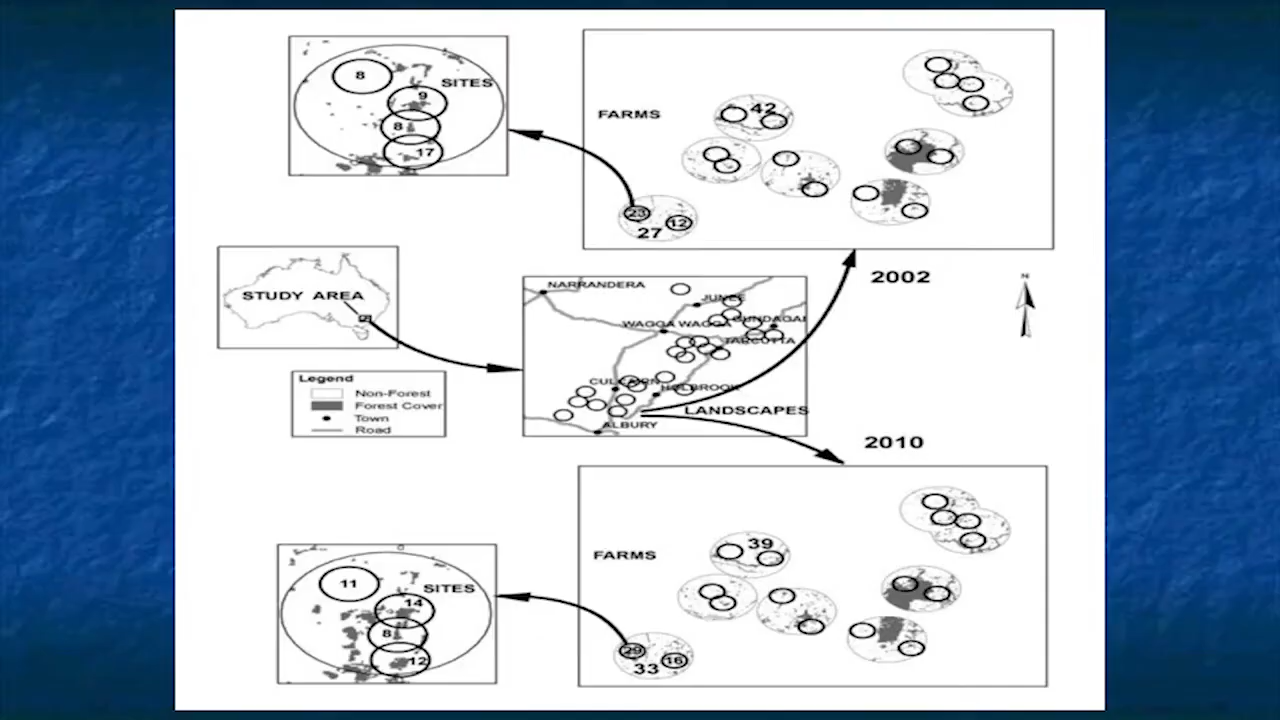 8
SITES
9
8
17
FARMS
42
23
12
27
2002
STUDY AREA
N
NARRANDERA
JUNEE
WAGGA WAGGA
GUNDAGAI
TARCUTTA
CULCAIRN
HOLBROOK
LANDSCAPES
ALBURY
Legend
Non-Forest
Forest Cover
Town
Road
2010
11
SITES
14
8
12
FARMS
39
29
16
33